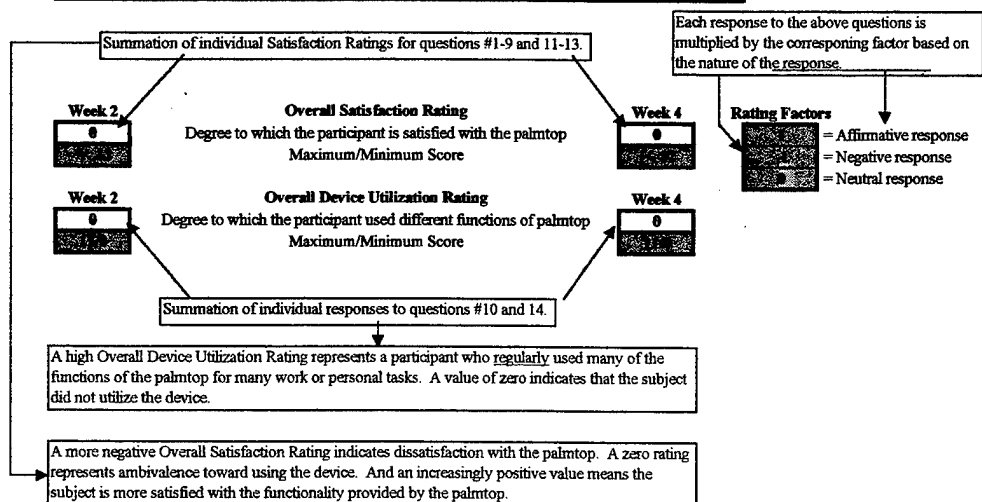 Each response to the above questions is
multiplied by the corresponing factor based on
the nature of the response.
Summation of individual Satisfaction Ratings for questions #1-9 and 11-13.
Week 2
Overall Satisfaction Rating
Week 4
Rating Factors
0
Degree to which the participant is satisfied with the palmtop
0
= Affirmative response
Maximum/Minimum Score
= Negative response
0 = Neutral response
Week 2
Overall Device Utilization Rating
Week 4
0
Degree to which the participant used different functions of palmtop
0
Maximum/Minimum Score
Summation of individual responses to questions #10 and 14.
A high Overall Device Utilization Rating represents a participant who regularly used many of the
functions of the palmtop for many work or personal tasks. A value of zero indicates that the subject
did not utilize the device.
A more negative Overall Satisfaction Rating indicates dissatisfaction with the palmtop. A zero rating
represents ambivalence toward using the device. And an increasingly positive value means the
subject is more satisfied with the functionality provided by the palmtop.